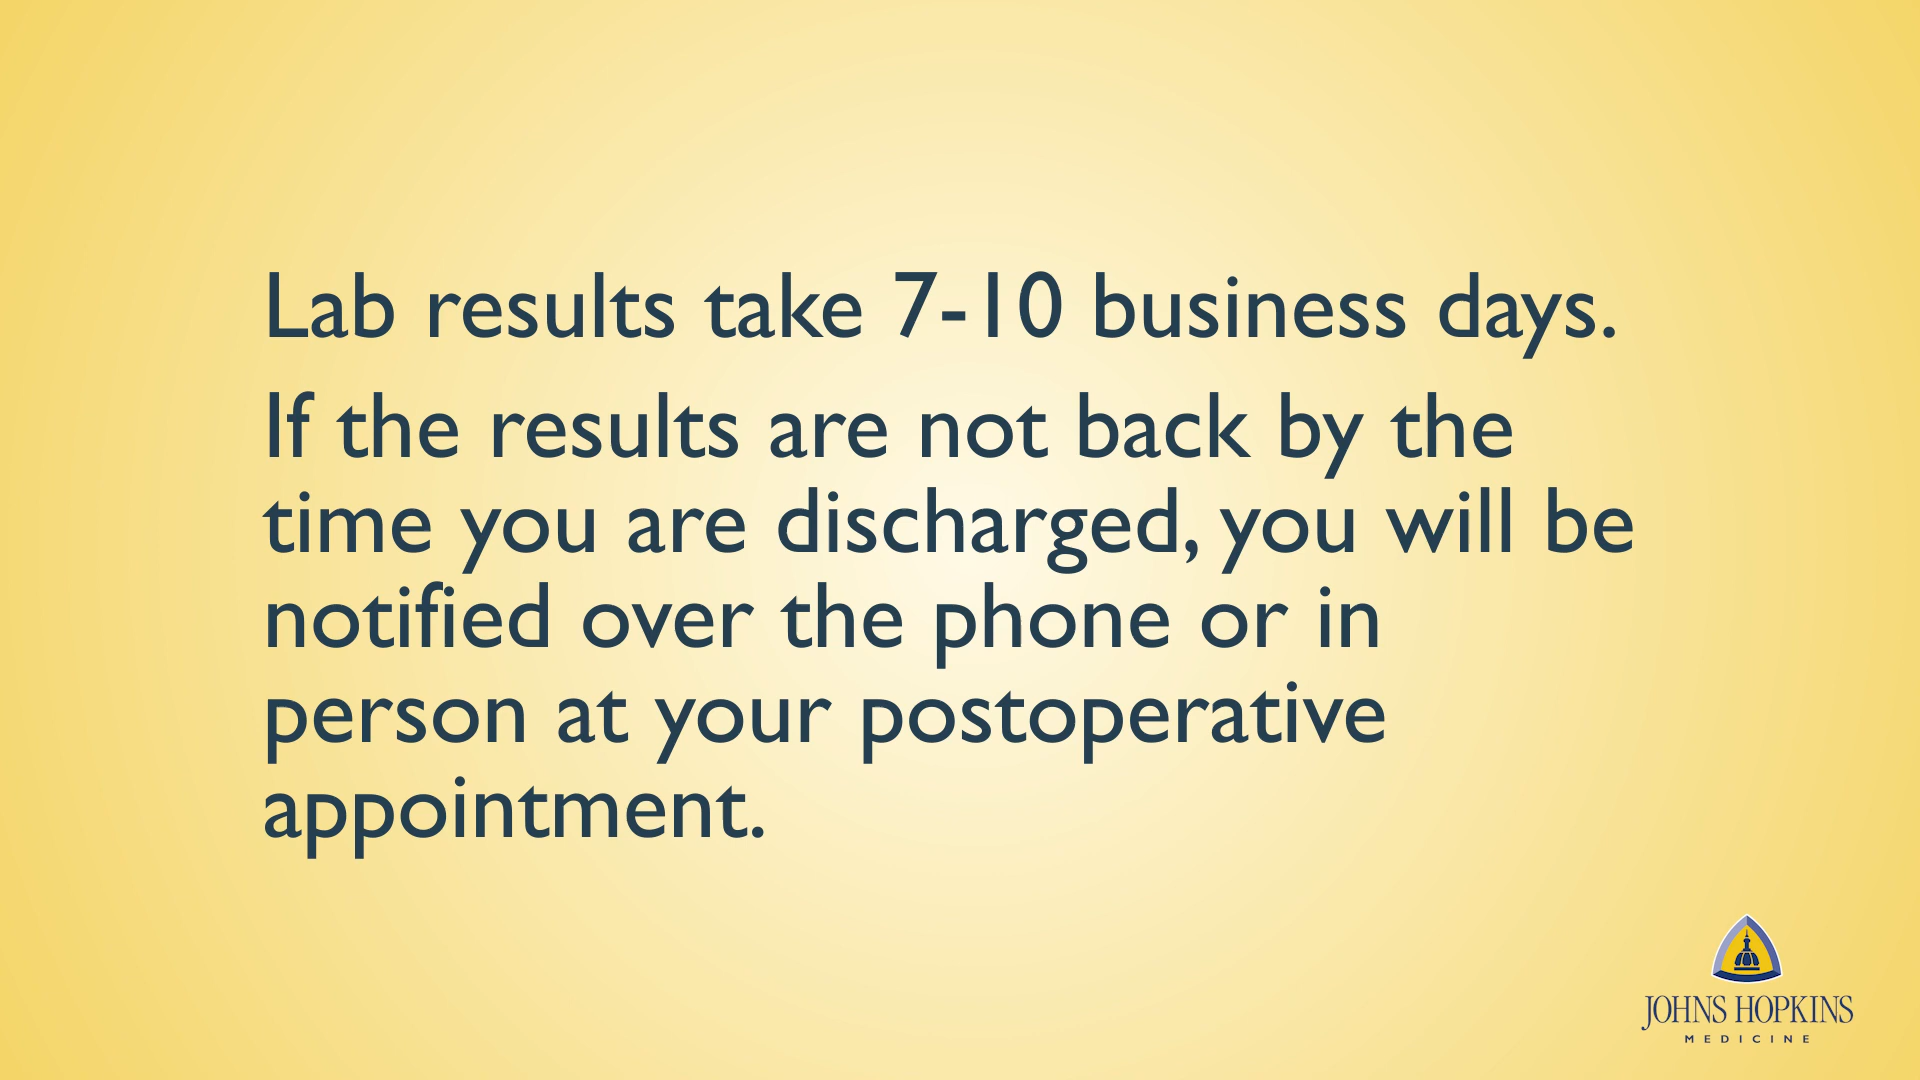 Lab results take 7-10 business days.
If the results are not back by the
time you are discharged, you will be
notified over the phone or in
person at your postoperative
appointment.
JOHNS HOPKINS
MEDICINE